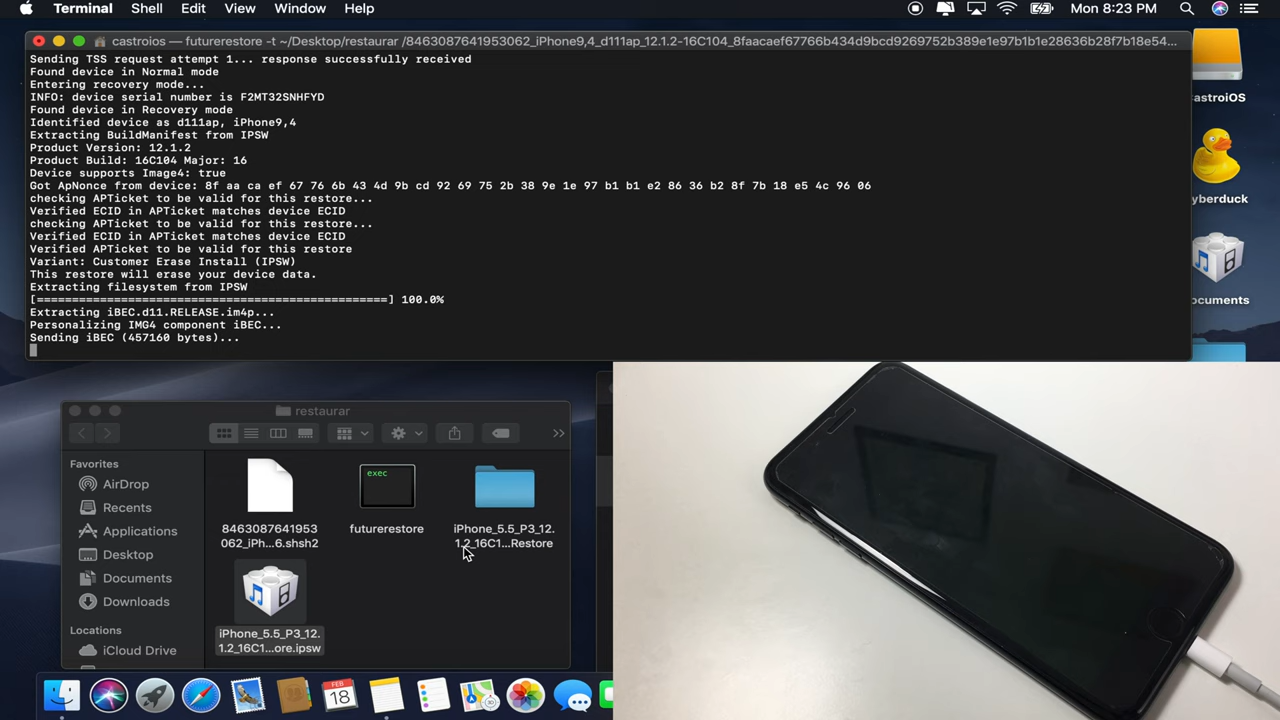 Terminal Shell Edit View Window Help Mon 8:23 PM
castroios — futurerestore -t ~/Desktop/restaurar /8463087641953062_iPhone9,4_d111ap_12.1.2-16C104_8faacaef67766b434d9bcd9269752b389e1e97b1b1e28636b28f7b18e54...
Sending TSS request attempt 1... response successfully received
Found device in Normal mode
Entering recovery mode...
INFO: device serial number is F2MT32SNHFYD
Found device in Recovery mode
Identified device as d111ap, iPhone9,4
Extracting BuildManifest from IPSW
Product Version: 12.1.2
Product Build: 16C104 Major: 16
Device supports Image4: true
Got ApNonce from device: 8f aa ca ef 67 76 6b 43 4d 9b cd 92 69 75 2b 38 9e 1e 97 b1 b1 e2 86 36 b2 8f 7b 18 e5 4c 96 06
checking APTicket to be valid for this restore...
Verified ECID in APTicket matches device ECID
checking APTicket to be valid for this restore...
Verified ECID in APTicket matches device ECID
Verified APTicket to be valid for this restore
Variant: Customer Erase Install (IPSW)
This restore will erase your device data.
Extracting filesystem from IPSW
[==================================================] 100.0%
Extracting iBEC.d11.RELEASE.im4p...
Personalizing IMG4 component iBEC...
Sending iBEC (457160 bytes)...
astroiOS
yberduck
ocuments
restaurar
Favorites
AirDrop
Recents
Applications
Desktop
Documents
Downloads
Locations
iCloud Drive
8463087641953
062_iPh...6.shsh2
exec
futurerestore
iPhone_5.5_P3_12.
1.2_16C1...Restore
iPhone_5.5_P3_12.
1.2_16C1...ore.ipsw
FEB
18